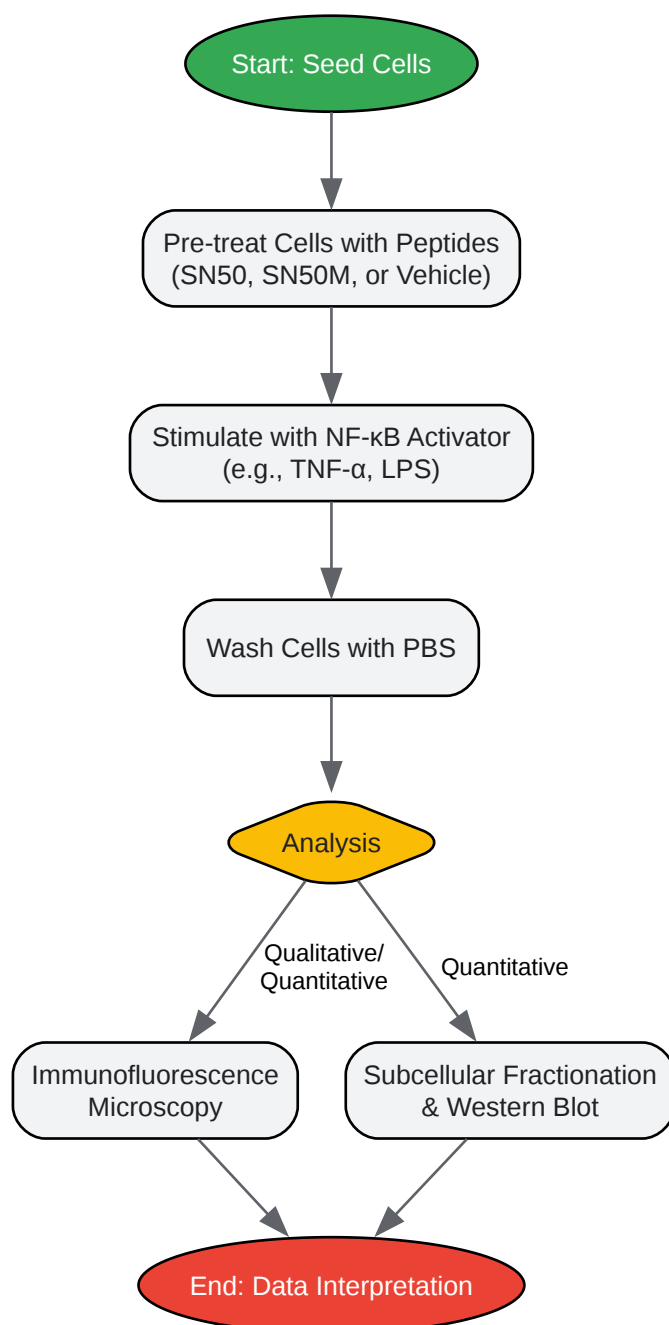 Start: Seed Cells
Pre-treat Cells with Peptides
(SN50, SN50M, or Vehicle)
Stimulate with NF-κB Activator
(e.g., TNF-α, LPS)
Wash Cells with PBS
Analysis
Qualitative/
Quantitative
Quantitative
Immunofluorescence
Microscopy
Subcellular Fractionation
& Western Blot
End: Data Interpretation